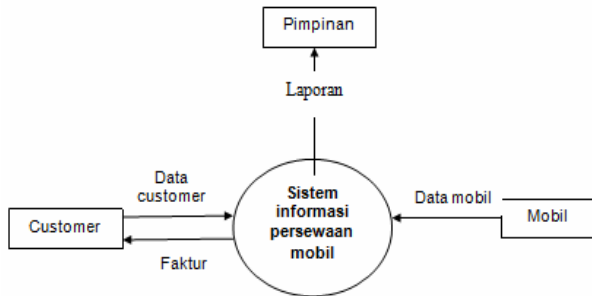 Pimpinan
Laporan
Data
customer
Sistem
informasi
persewaan
mobil
Data mobil
Customer
Mobil
Faktur